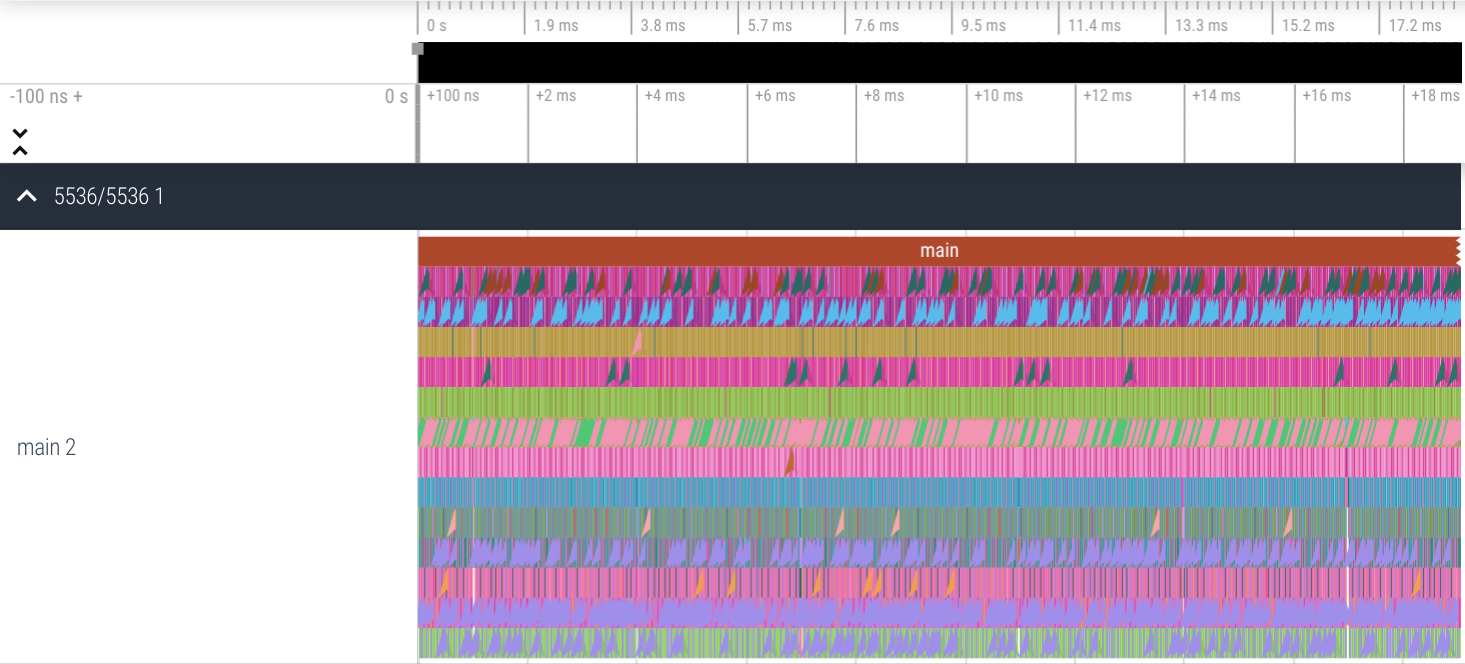 0 s 1.9 ms 3.8 ms 5.7 ms 7.6 ms 9.5 ms 11.4 ms 13.3 ms 15.2 ms 17.2 ms
-100 ns + 0 s +100 ns +2 ms +4 ms +6 ms +8 ms +10 ms +12 ms +14 ms +16 ms +18 ms
5536/5536 1
main
main 2